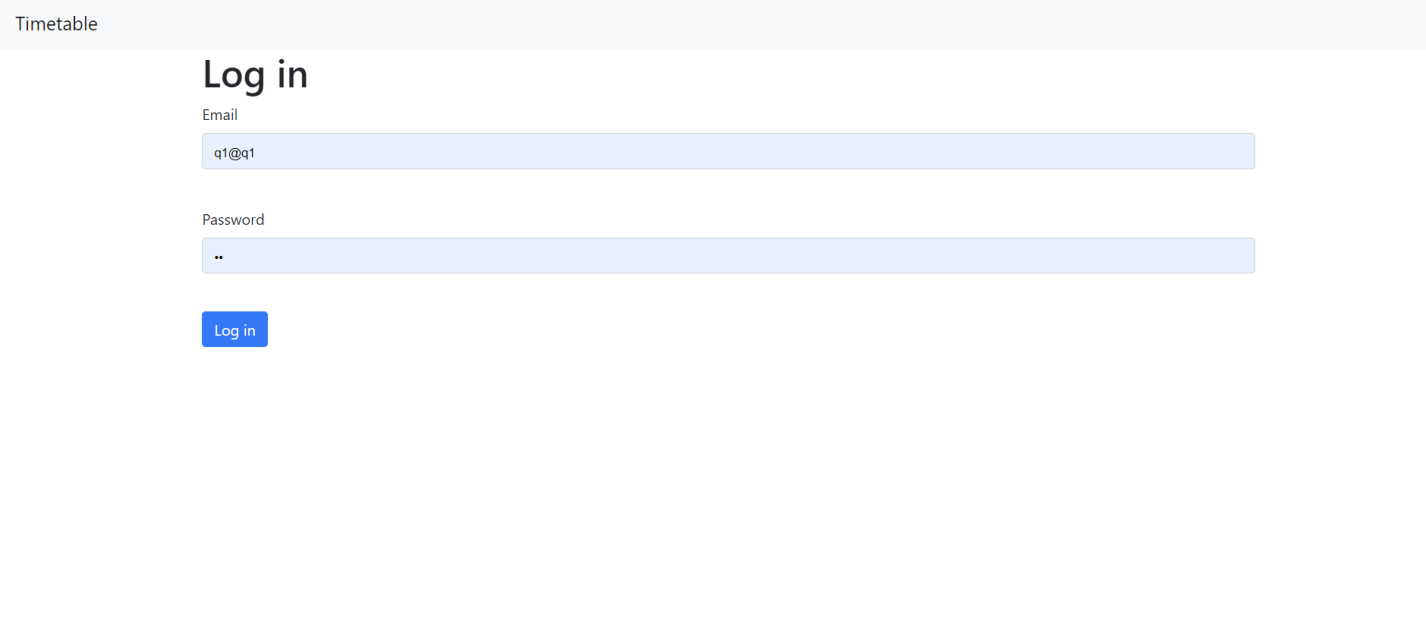 Timetable
Log in
Email
q1@q1
Password
••
Log in